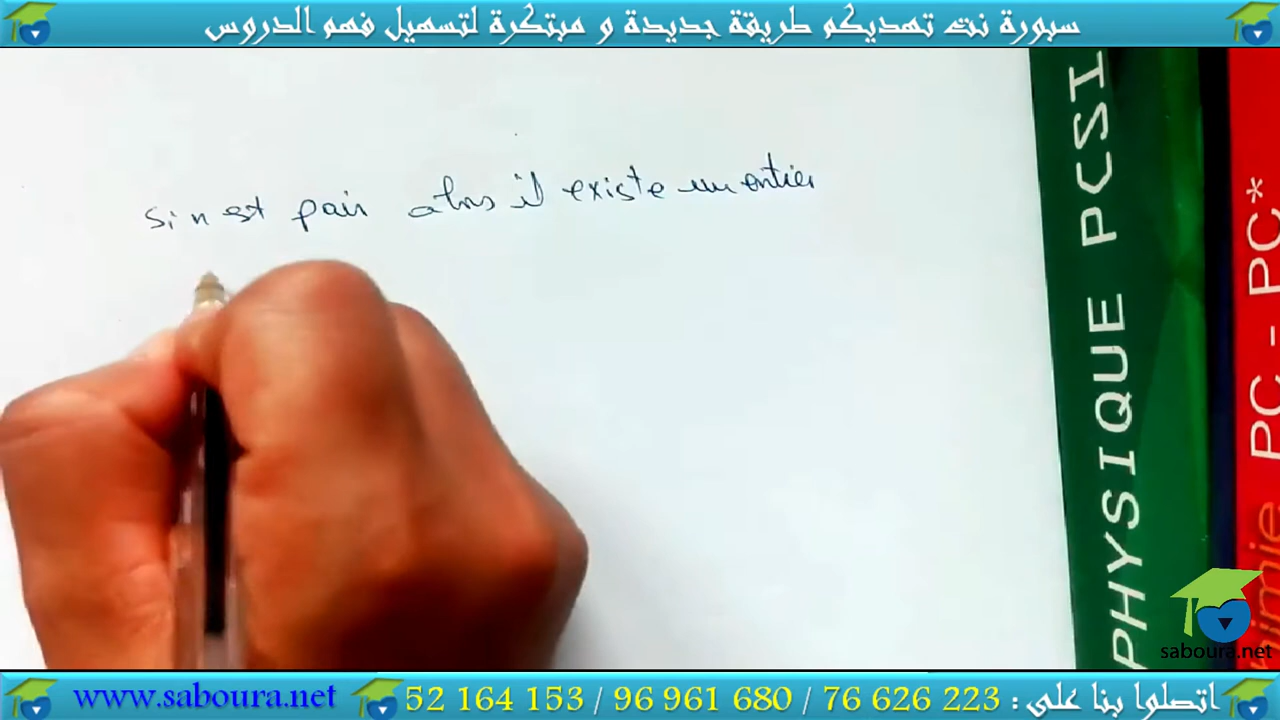 سبورة نت تهديكم طريقة جديدة و مبتكرة لتسهيل فهم الدروس
si n est pair alors il existe un entier
PHYSIQUE PCSI
PC - PC*
saboura.net
www.saboura.net
52 164 153 / 96 961 680 / 76 626 223 : اتصلوا بنا على